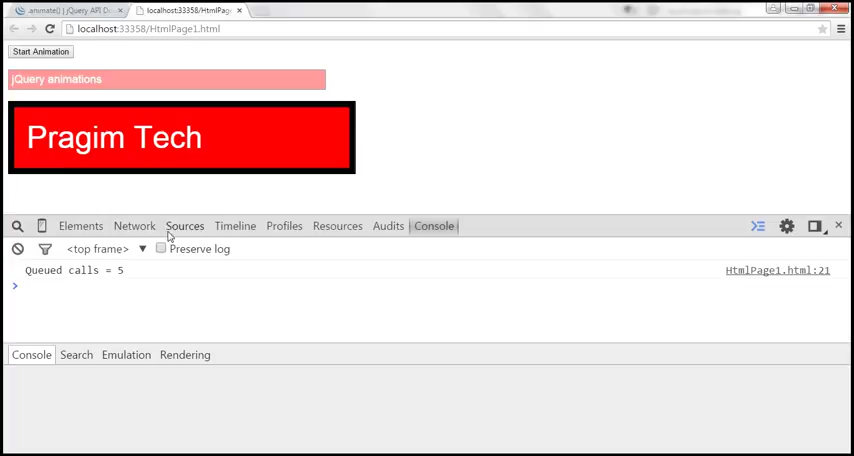 .animate() | jQuery API Do... localhost:33358/HtmlPag...
localhost:33358/HtmlPage1.html
Start Animation
jQuery animations
Pragim Tech
Elements Network Sources Timeline Profiles Resources Audits Console
<top frame> Preserve log
Queued calls = 5 HtmlPage1.html:21
Console Search Emulation Rendering